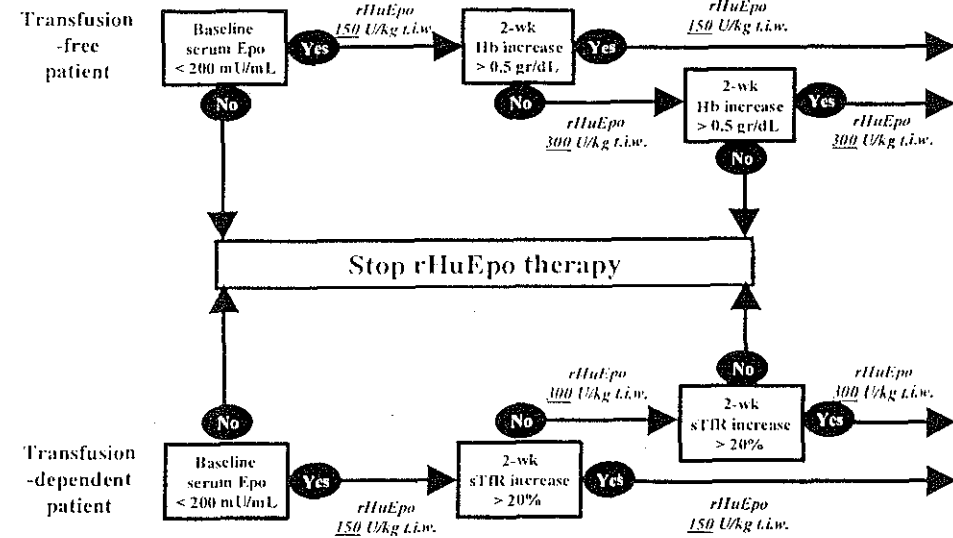 Transfusion
-free
patient
Baseline
serum Epo
< 200 mU/mL
Yes
No
rHuEpo
150 U/kg t.i.w.
2-wk
Hb increase
> 0.5 gr/dL
Yes
No
rHuEpo
150 U/kg t.i.w.
rHuEpo
300 U/kg t.i.w.
2-wk
Hb increase
> 0.5 gr/dL
Yes
No
rHuEpo
300 U/kg t.i.w.
Stop rHuEpo therapy
Transfusion
-dependent
patient
No
Baseline
serum Epo
< 200 mU/mL
Yes
rHuEpo
150 U/kg t.i.w.
No
2-wk
sTfR increase
> 20%
Yes
rHuEpo
150 U/kg t.i.w.
rHuEpo
300 U/kg t.i.w.
No
2-wk
sTfR increase
> 20%
Yes
rHuEpo
300 U/kg t.i.w.